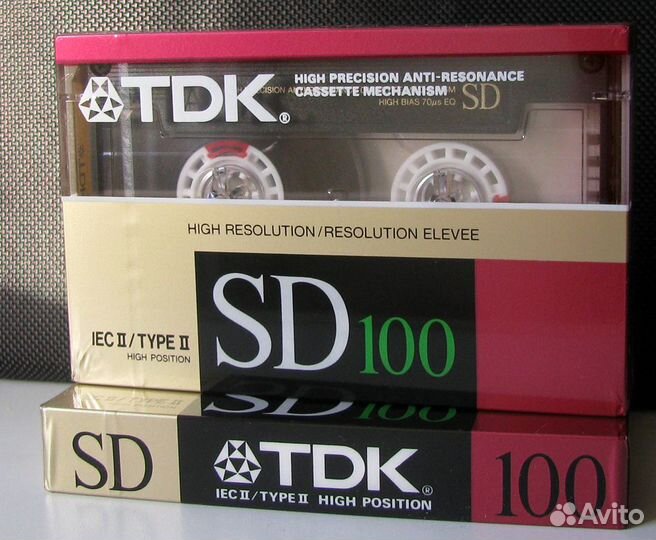 TDK®
HIGH PRECISION ANTI-RESONANCE
CASSETTE MECHANISM
SD
HIGH BIAS 70µs EQ
HIGH RESOLUTION/RESOLUTION ELEVEE
IEC II/TYPE II
HIGH POSITION
SD 100
SD
TDK®
IEC II/TYPE II HIGH POSITION
100
Avito